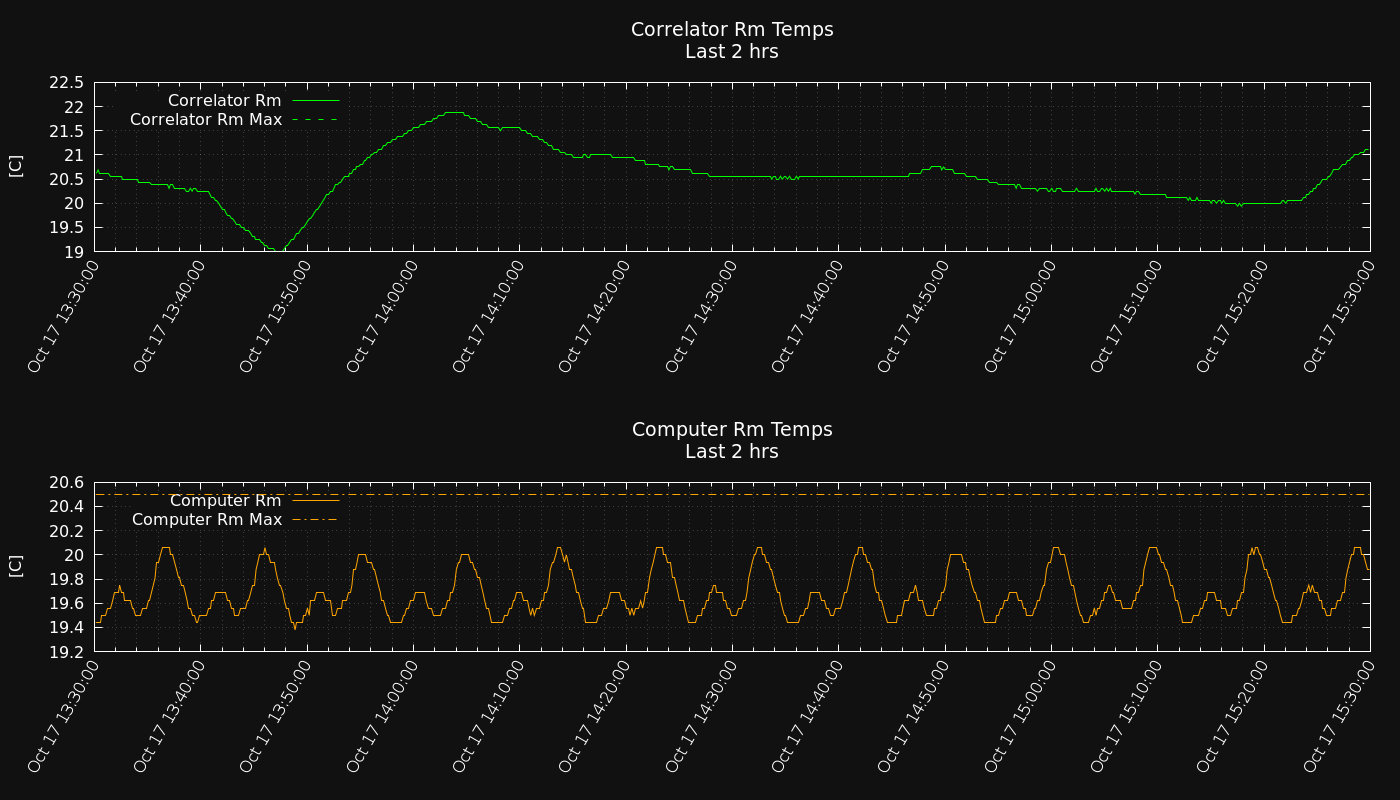 Correlator Rm Temps
Last 2 hrs
22.5
22
21.5
21
20.5
20
19.5
19
[C]
Correlator Rm
Correlator Rm Max
Oct 17 13:30:00
Oct 17 13:40:00
Oct 17 13:50:00
Oct 17 14:00:00
Oct 17 14:10:00
Oct 17 14:20:00
Oct 17 14:30:00
Oct 17 14:40:00
Oct 17 14:50:00
Oct 17 15:00:00
Oct 17 15:10:00
Oct 17 15:20:00
Oct 17 15:30:00
Computer Rm Temps
Last 2 hrs
20.6
20.4
20.2
20
19.8
19.6
19.4
19.2
[C]
Computer Rm
Computer Rm Max
Oct 17 13:30:00
Oct 17 13:40:00
Oct 17 13:50:00
Oct 17 14:00:00
Oct 17 14:10:00
Oct 17 14:20:00
Oct 17 14:30:00
Oct 17 14:40:00
Oct 17 14:50:00
Oct 17 15:00:00
Oct 17 15:10:00
Oct 17 15:20:00
Oct 17 15:30:00